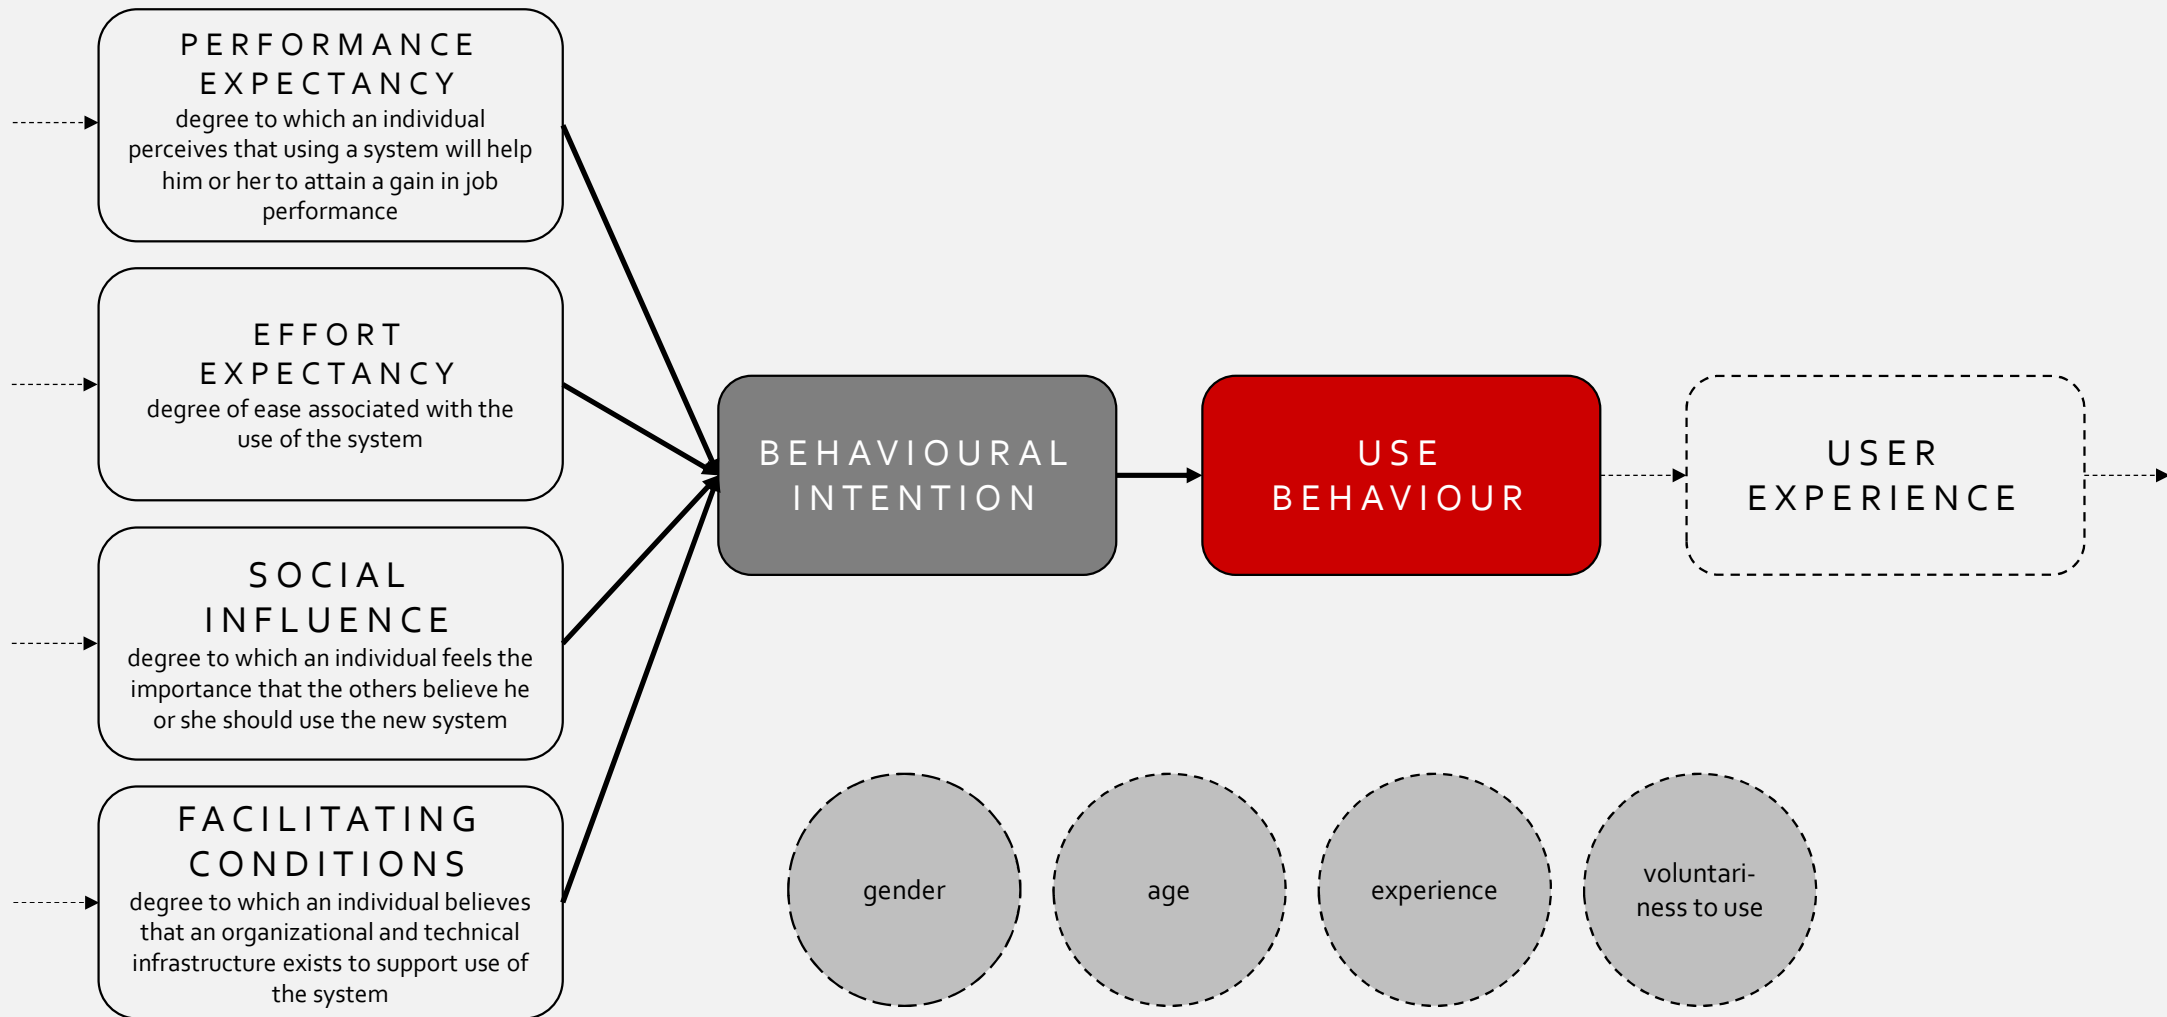 PERFORMANCE
EXPECTANCY
degree to which an individual
perceives that using a system will help
him or her to attain a gain in job
performance
EFFORT
EXPECTANCY
degree of ease associated with the
use of the system
SOCIAL
INFLUENCE
degree to which an individual feels the
importance that the others believe he
or she should use the new system
FACILITATING
CONDITIONS
degree to which an individual believes
that an organizational and technical
infrastructure exists to support use of
the system
BEHAVIOURAL
INTENTION
USE
BEHAVIOUR
USER
EXPERIENCE
gender
age
experience
voluntari-
ness to use